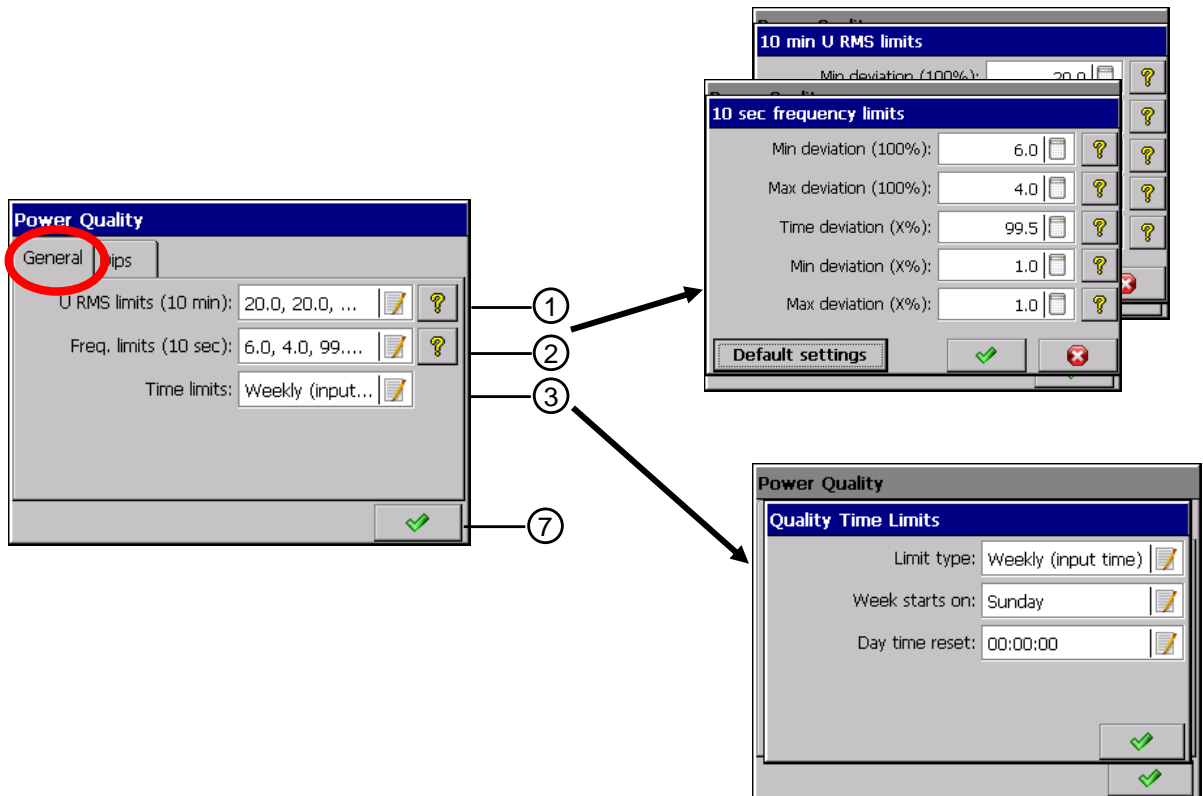 10 min U RMS limits
Min deviation (100%): 20.0
10 sec frequency limits
Min deviation (100%): 6.0
Max deviation (100%): 4.0
Time deviation (X%): 99.5
Min deviation (X%): 1.0
Max deviation (X%): 1.0
Default settings
Power Quality
General
U RMS limits (10 min): 20.0, 20.0, ...
Freq. limits (10 sec): 6.0, 4.0, 99....
Time limits: Weekly (input...
1
2
3
7
Power Quality
Quality Time Limits
Limit type: Weekly (input time)
Week starts on: Sunday
Day time reset: 00:00:00